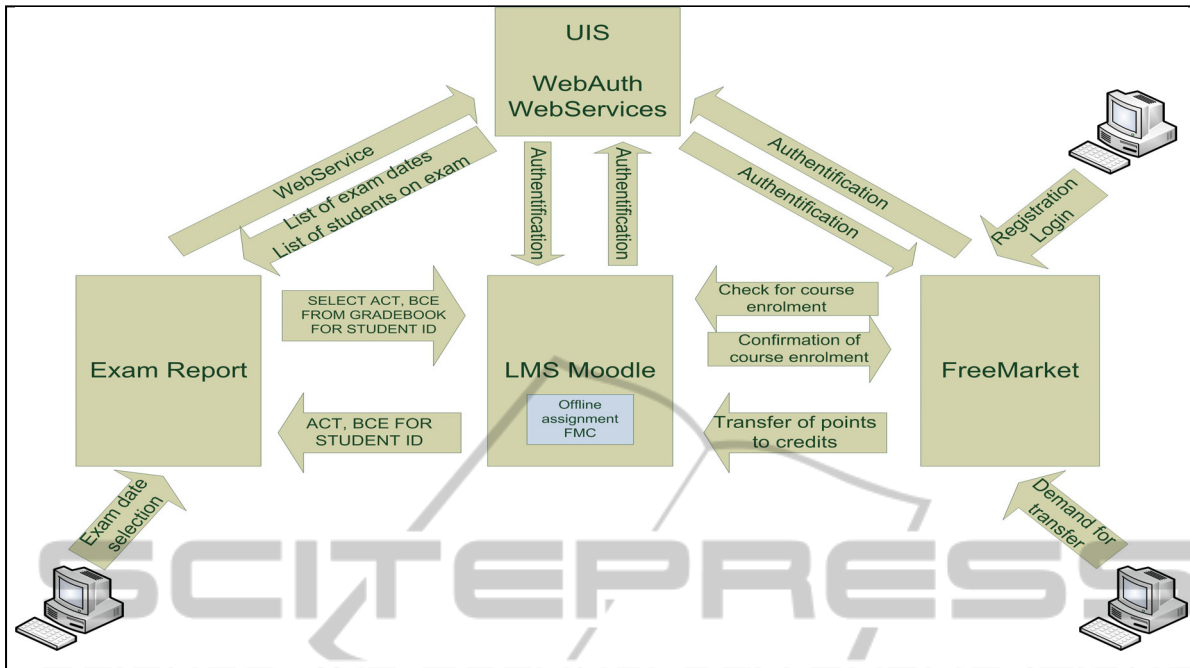 UIS
WebAuth
WebServices
WebService
List of exam dates
List of students on exam
Authentification
Authentification
Authentification
Authentification
Registration
Login
SELECT ACT, BCE
FROM GRADEBOOK
FOR STUDENT ID
Check for course
enrolment
Confirmation of
course enrolment
Exam Report
LMS Moodle
FreeMarket
Offline
assignment
FMC
ACT, BCE FOR
STUDENT ID
Transfer of points
to credits
Exam date
selection
Demand for
transfer
SCITEPRESS